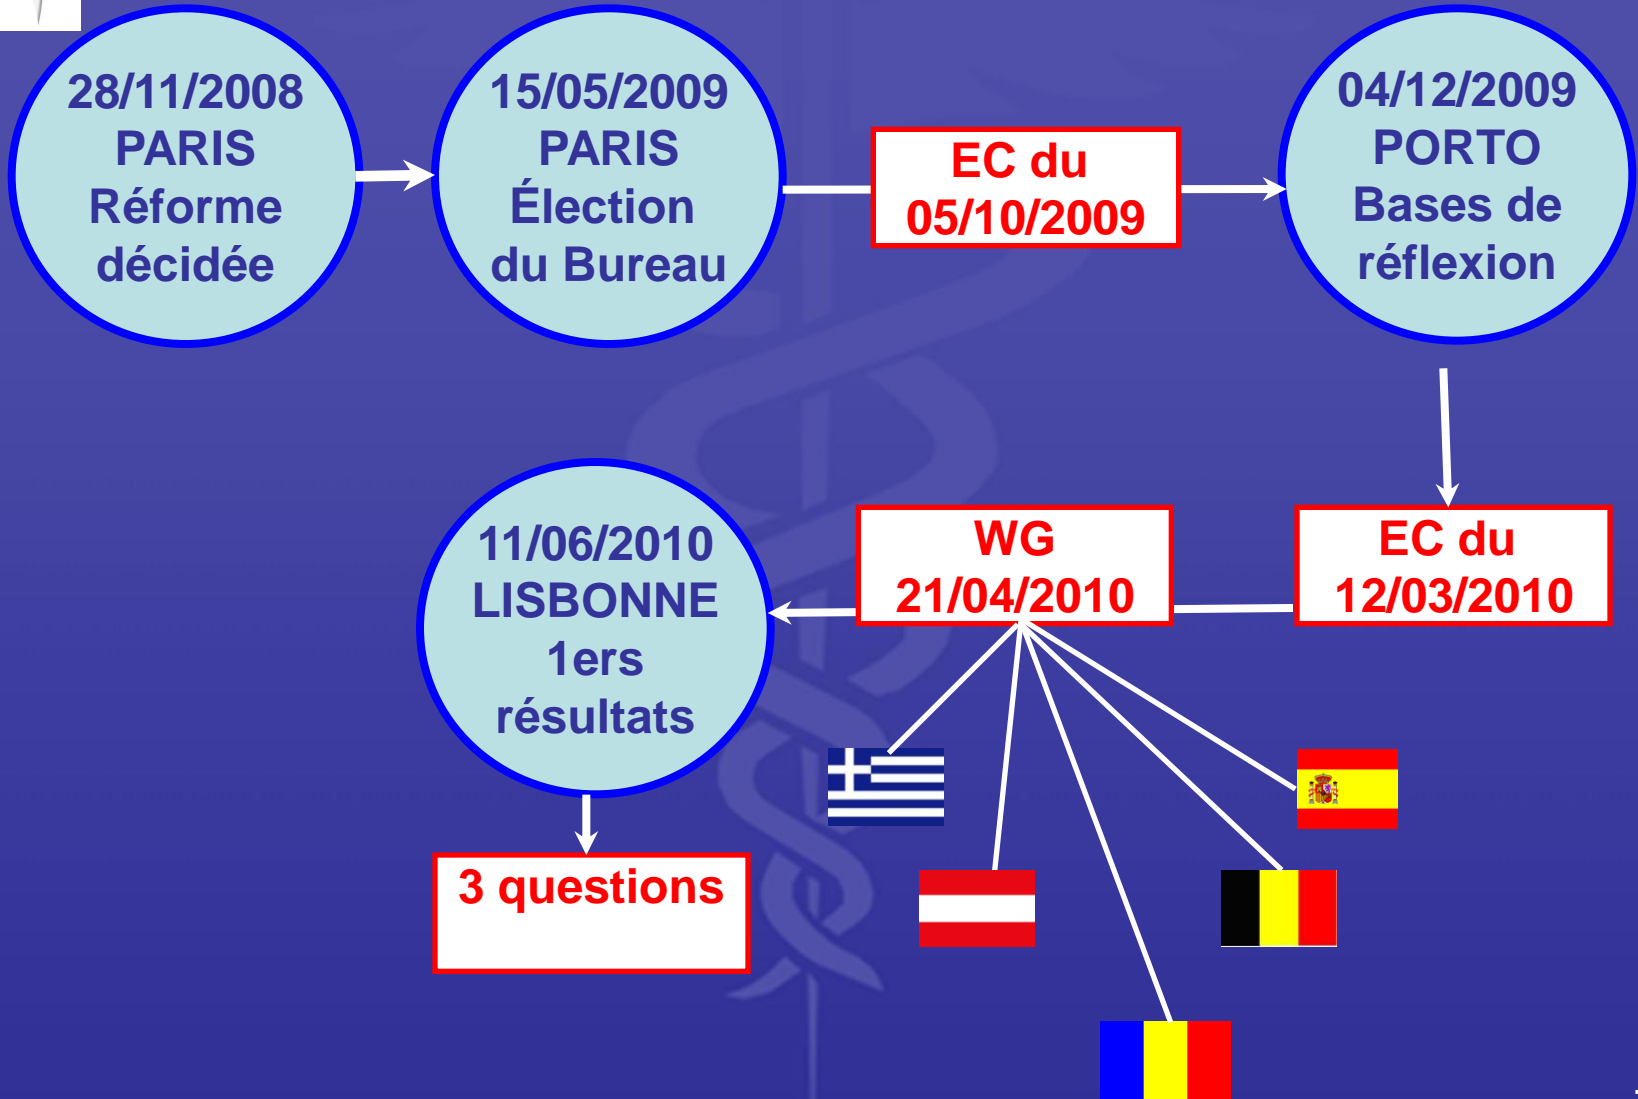 28/11/2008
PARIS
Réforme
décidée
15/05/2009
PARIS
Élection
du Bureau
EC du
05/10/2009
04/12/2009
PORTO
Bases de
réflexion
EC du
12/03/2010
WG
21/04/2010
11/06/2010
LISBONNE
1ers
résultats
3 questions